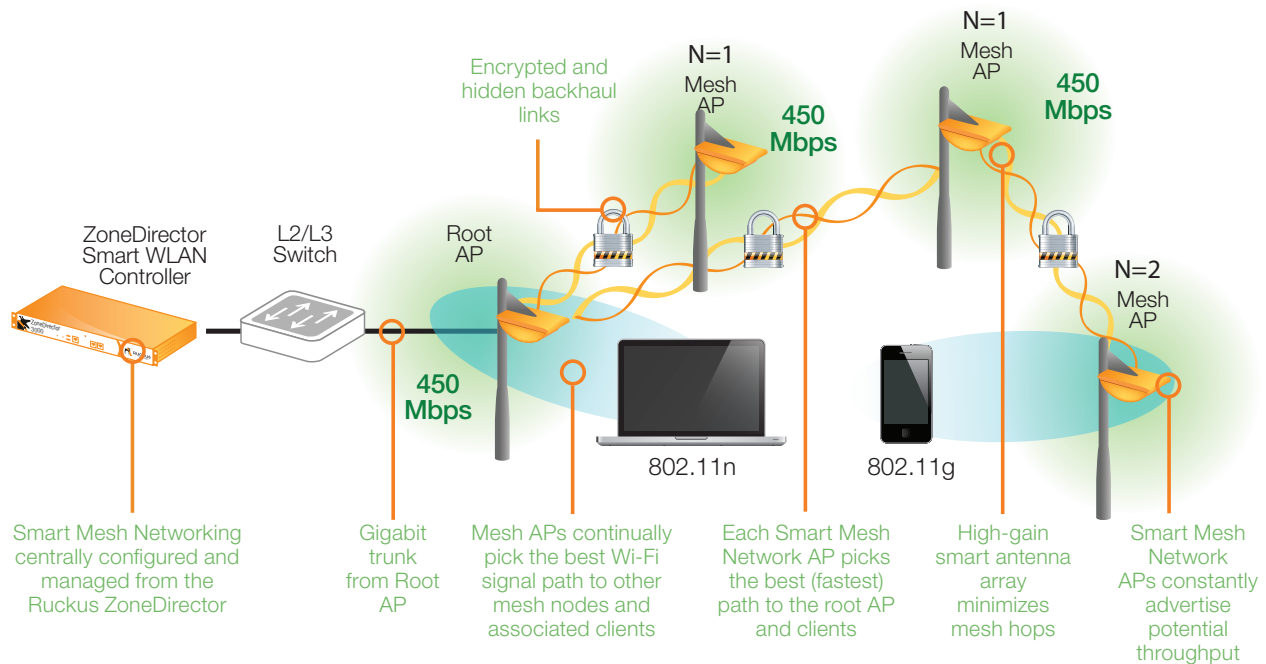 N=1
Mesh
AP
N=1
Mesh
AP
Encrypted and
hidden backhaul
links
450
Mbps
450
Mbps
ZoneDirector
Smart WLAN
Controller
L2/L3
Switch
Root
AP
N=2
Mesh
AP
ZoneDirector
3000
450
Mbps
802.11n
802.11g
Smart Mesh Networking
centrally configured and
managed from the
Ruckus ZoneDirector
Gigabit
trunk
from Root
AP
Mesh APs continually
pick the best Wi-Fi
signal path to other
mesh nodes and
associated clients
Each Smart Mesh
Network AP picks
the best (fastest)
path to the root AP
and clients
High-gain
smart antenna
array
minimizes
mesh hops
Smart Mesh
Network
APs constantly
advertise
potential
throughput